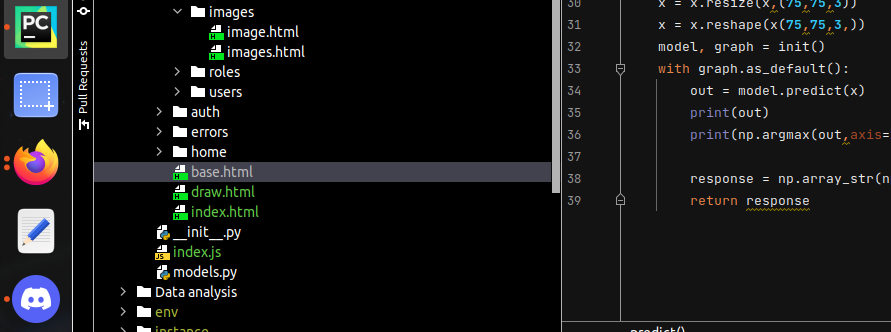 PC
Pull Requests
images
image.html
images.html
roles
users
auth
errors
home
base.html
draw.html
index.html
__init__.py
JS
index.js
models.py
Data analysis
env
instance
30 x = x.resize(x,(75,75,3))
31 x = x.reshape(x(75,75,3,))
32 model, graph = init()
33 with graph.as_default():
34 out = model.predict(x)
35 print(out)
36 print(np.argmax(out,axis=
37
38 response = np.array_str(n
39 return response
predict()